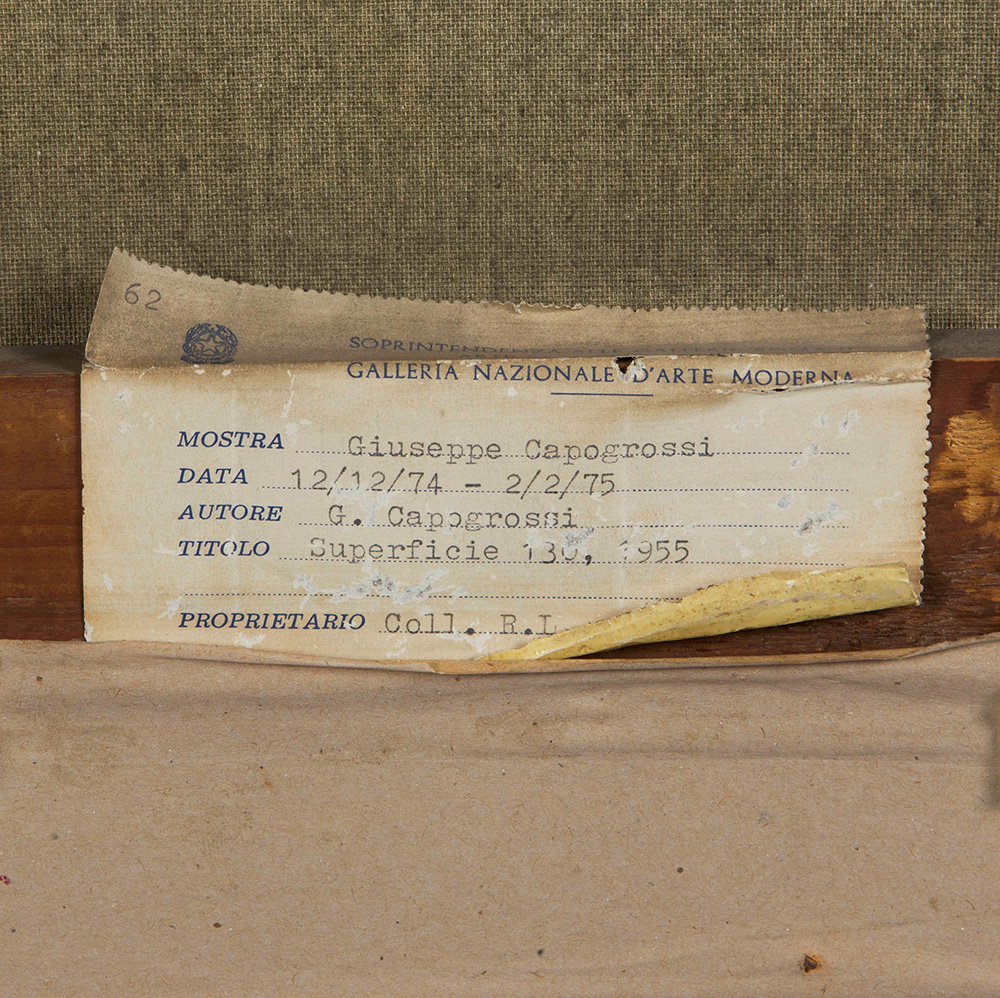 62
SOPRINTENDENZA
GALLERIA NAZIONALE D'ARTE MODERNA
MOSTRA Giuseppe Capogrossi
DATA 12/12/74 - 2/2/75
AUTORE G. Capogrossi
TITOLO Superficie 130, 1955
PROPRIETARIO Coll. R.L